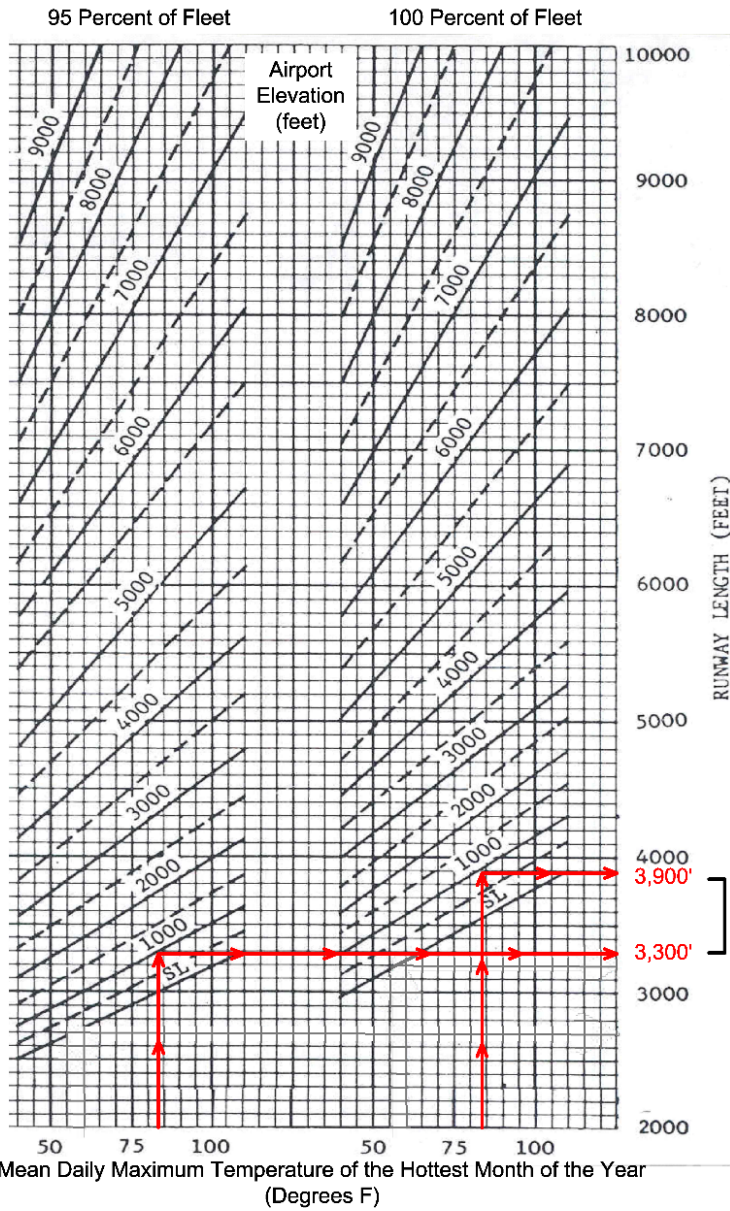 95 Percent of Fleet
100 Percent of Fleet
Airport
Elevation
(feet)
10000
9000
8000
7000
6000
5000
4000
3000
2000
9000
8000
7000
6000
5000
4000
3000
2000
1000
SL
9000
8000
7000
6000
5000
4000
3000
2000
1000
SL
3,900'
3,300'
RUNWAY LENGTH (FEET)
50 75 100
50 75 100
Mean Daily Maximum Temperature of the Hottest Month of the Year
(Degrees F)